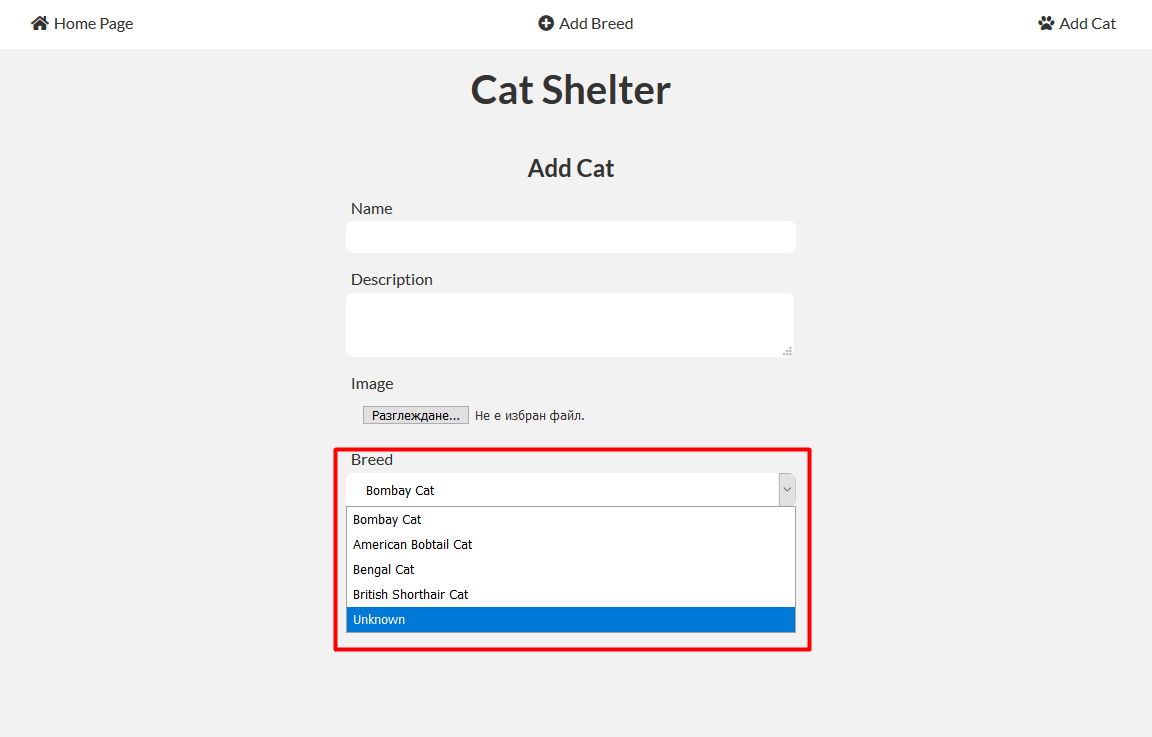 Home Page
Add Breed
Add Cat
Cat Shelter
Add Cat
Name
Description
Image
Разглеждане... Не е избран файл.
Breed
Bombay Cat
Bombay Cat
American Bobtail Cat
Bengal Cat
British Shorthair Cat
Unknown